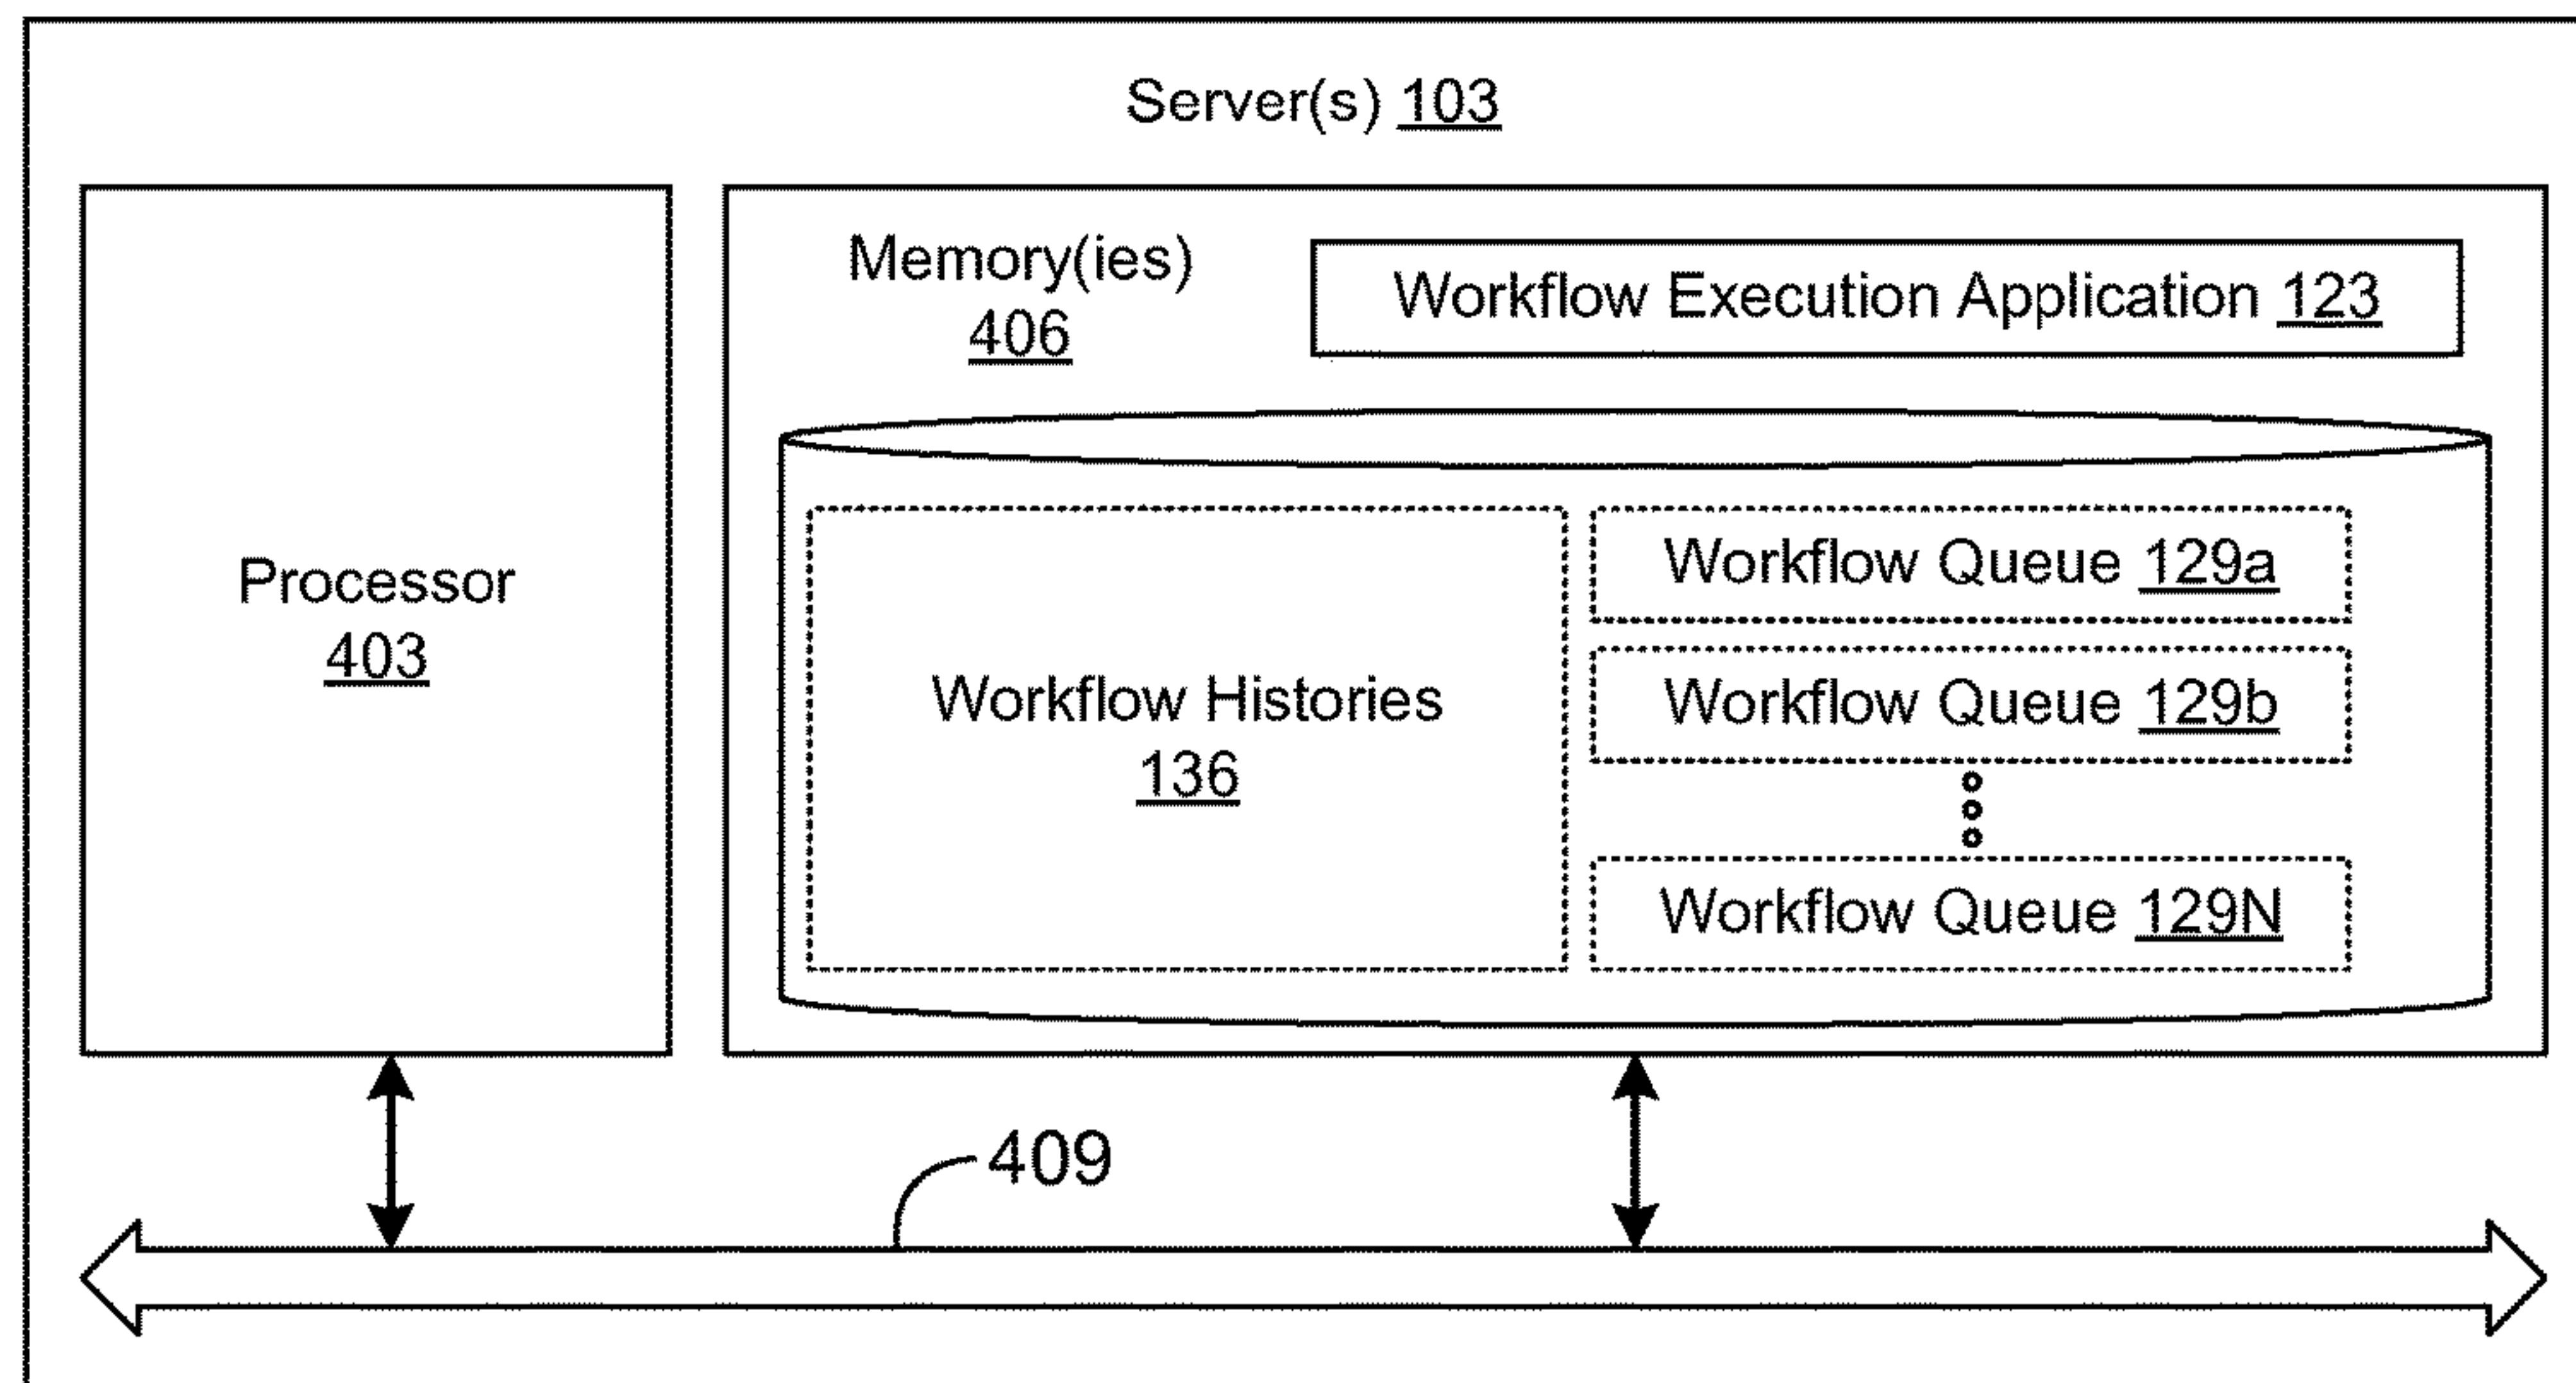 Server(s) 103
Processor
403
Memory(ies)
406
Workflow Execution Application 123
Workflow Histories
136
Workflow Queue 129a
Workflow Queue 129b
Workflow Queue 129N
409